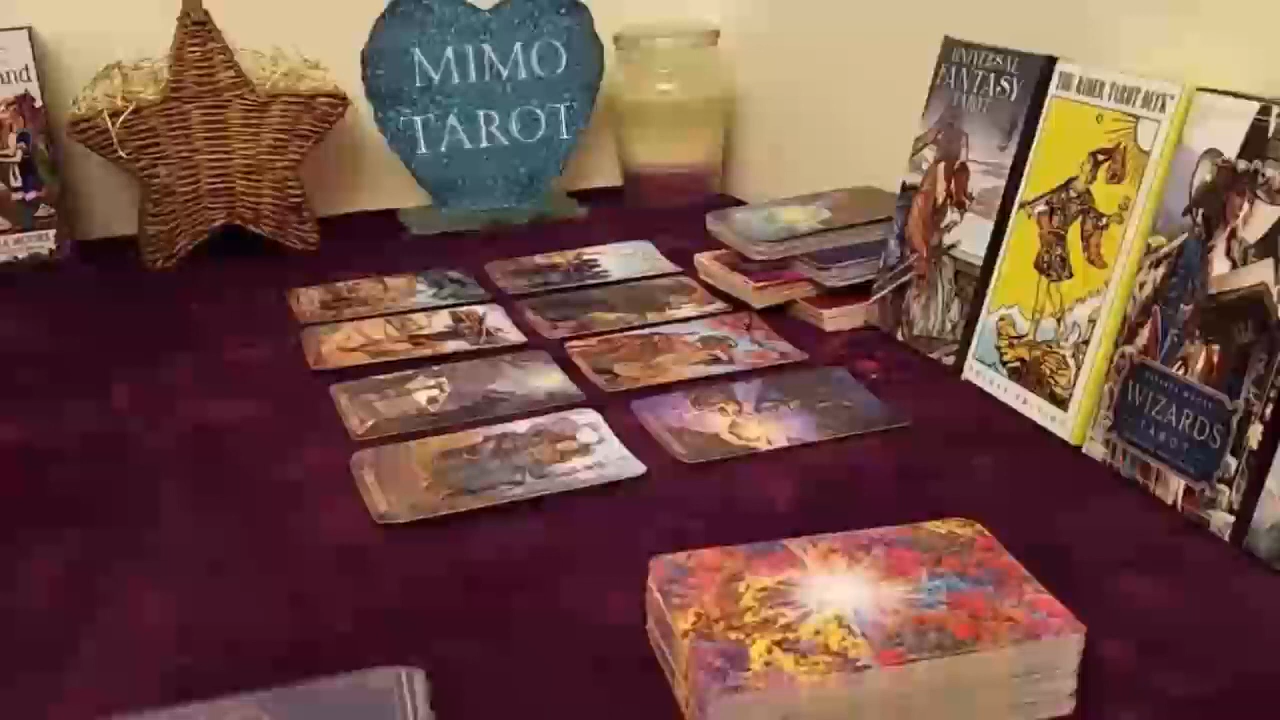 MIMO
TAROT
UNIVERSAL
FANTASY
TAROT
THE RIDER TAROT DECK
WIZARDS
TAROT